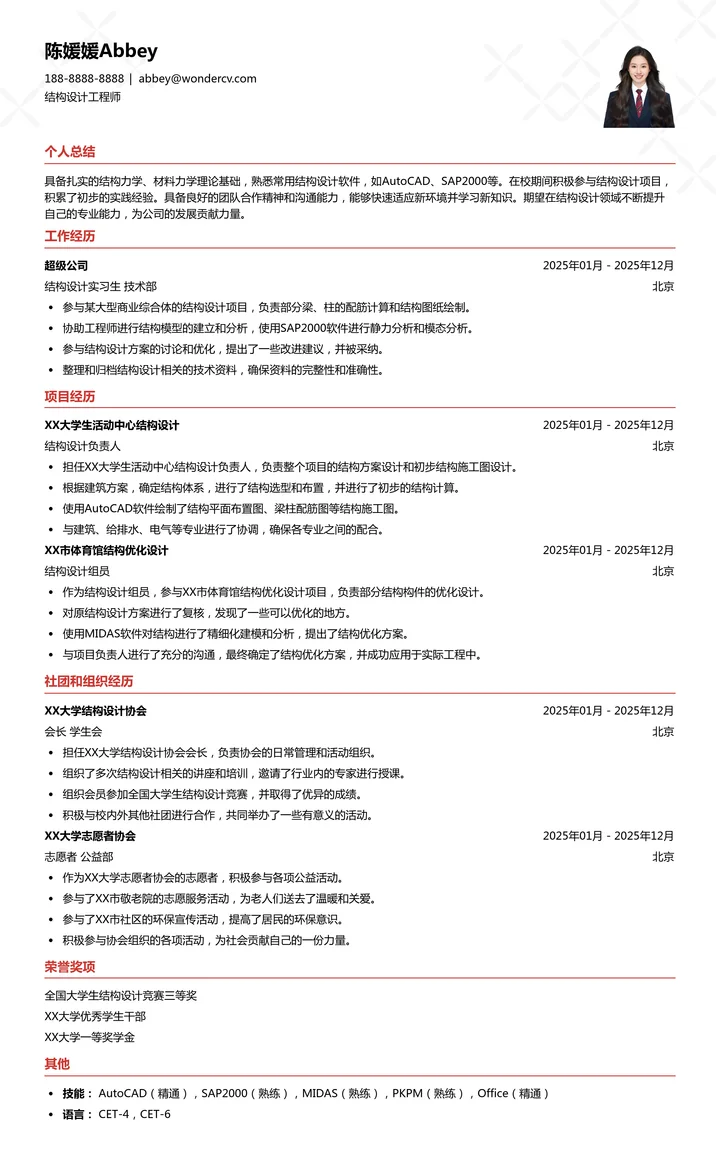 陈媛媛Abbey
188-8888-8888 | abbey@wondercv.com
结构设计工程师
个人总结
具备扎实的结构力学、材料力学理论基础，熟悉常用结构设计软件，如AutoCAD、SAP2000等。在校期间积极参与结构设计项目，
积累了初步的实践经验。具备良好的团队合作精神和沟通能力，能够快速适应新环境并学习新知识。期望在结构设计领域不断提升
自己的专业能力，为公司的发展贡献力量。
工作经历
超级公司 2025年01月 - 2025年12月
结构设计实习生 技术部 北京
• 参与某大型商业综合体的结构设计项目，负责部分梁、柱的配筋计算和结构图纸绘制。
• 协助工程师进行结构模型的建立和分析，使用SAP2000软件进行静力分析和模态分析。
• 参与结构设计方案的讨论和优化，提出了一些改进建议，并被采纳。
• 整理和归档结构设计相关的技术资料，确保资料的完整性和准确性。
项目经历
XX大学生活动中心结构设计 2025年01月 - 2025年12月
结构设计负责人 北京
• 担任XX大学生活动中心结构设计负责人，负责整个项目的结构方案设计和初步结构施工图设计。
• 根据建筑方案，确定结构体系，进行了结构选型和布置，并进行了初步的结构计算。
• 使用AutoCAD软件绘制了结构平面布置图、梁柱配筋图等结构施工图。
• 与建筑、给排水、电气等专业进行了协调，确保各专业之间的配合。
XX市体育馆结构优化设计 2025年01月 - 2025年12月
结构设计组员 北京
• 作为结构设计组员，参与XX市体育馆结构优化设计项目，负责部分结构构件的优化设计。
• 对原结构设计方案进行了复核，发现了一些可以优化的地方。
• 使用MIDAS软件对结构进行了精细化建模和分析，提出了结构优化方案。
• 与项目负责人进行了充分的沟通，最终确定了结构优化方案，并成功应用于实际工程中。
社团和组织经历
XX大学结构设计协会 2025年01月 - 2025年12月
会长 学生会 北京
• 担任XX大学结构设计协会会长，负责协会的日常管理和活动组织。
• 组织了多次结构设计相关的讲座和培训，邀请了行业内的专家进行授课。
• 组织会员参加全国大学生结构设计竞赛，并取得了优异的成绩。
• 积极与校内外其他社团进行合作，共同举办了一些有意义的活动。
XX大学志愿者协会 2025年01月 - 2025年12月
志愿者 公益部 北京
• 作为XX大学志愿者协会的志愿者，积极参与各项公益活动。
• 参与了XX市敬老院的志愿服务活动，为老人们送去了温暖和关爱。
• 参与了XX市社区的环保宣传活动，提高了居民的环保意识。
• 积极参与协会组织的各项活动，为社会贡献自己的一份力量。
荣誉奖项
全国大学生结构设计竞赛三等奖
XX大学优秀学生干部
XX大学一等奖学金
其他
• 技能： AutoCAD（精通），SAP2000（熟练），MIDAS（熟练），PKPM（熟练），Office（精通）
• 语言： CET-4，CET-6